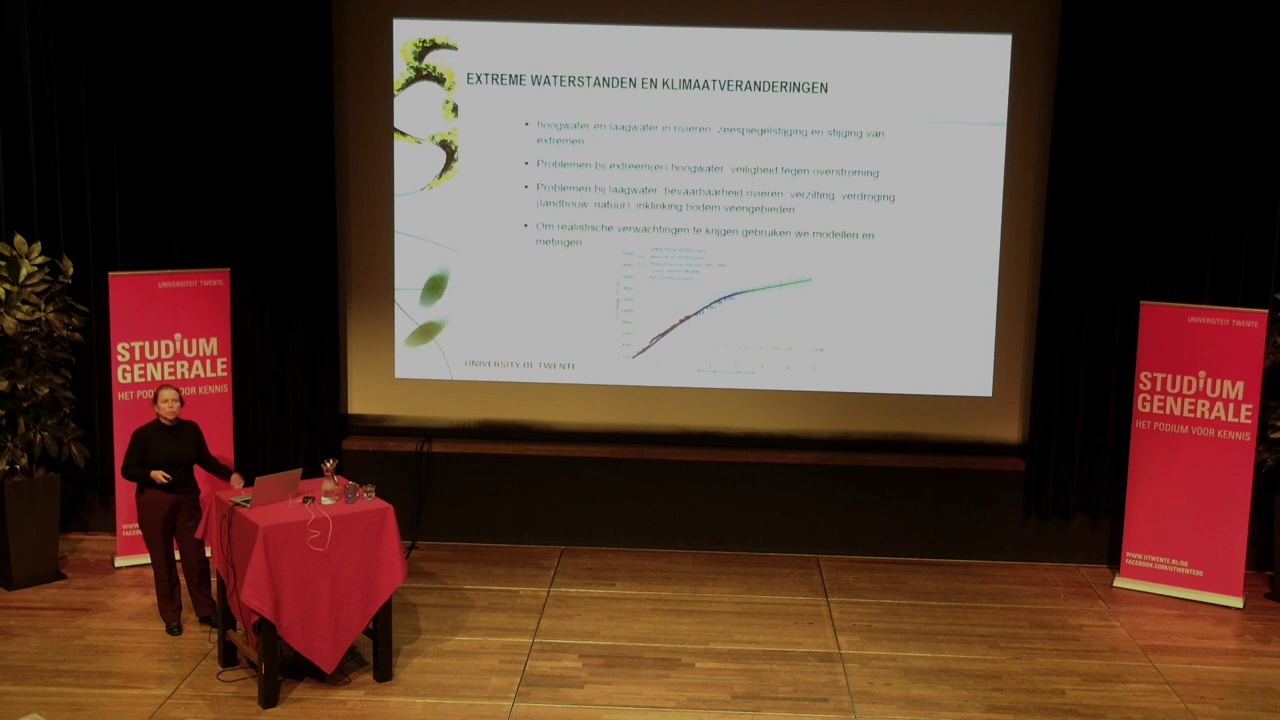 EXTREME WATERSTANDEN EN KLIMAATVERANDERINGEN
• hoogwater en laagwater in rivieren, zeespiegelstijging en stijging van
extremen
• Problemen bij extreem(er) hoogwater: veiligheid tegen overstroming
• Problemen bij laagwater: bevaarbaarheid rivieren, verzilting, verdroging
(landbouw, natuur), inklinking bodem veengebieden
• Om realistische verwachtingen te krijgen gebruiken we modellen en
metingen
UNIVERSITY OF TWENTE
UNIVERSITEIT TWENTE.
STUDIUM
GENERALE
HET PODIUM VOOR KENNIS
WWW
FACEB
UNIVERSITEIT TWENTE.
STUDIUM
GENERALE
HET PODIUM VOOR KENNIS
WWW.UTWENTE.NL/SG
FACEBOOK.COM/UTWENTESG